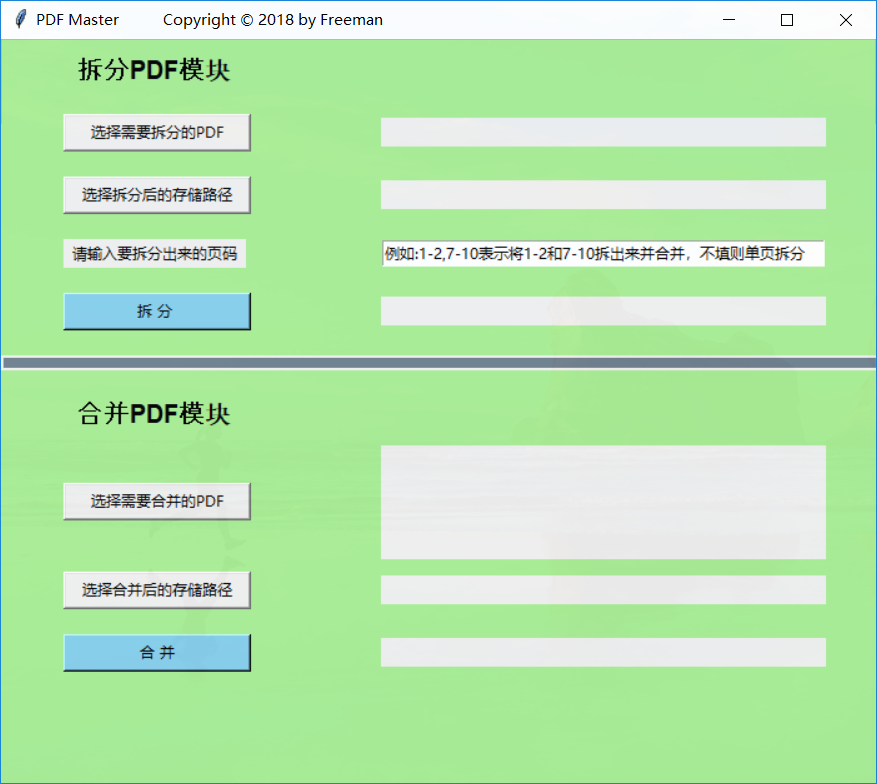 PDF Master Copyright © 2018 by Freeman
拆分PDF模块
选择需要拆分的PDF
选择拆分后的存储路径
请输入要拆分出来的页码
例如:1-2,7-10表示将1-2和7-10拆出来并合并，不填则单页拆分
拆 分
合并PDF模块
选择需要合并的PDF
选择合并后的存储路径
合 并